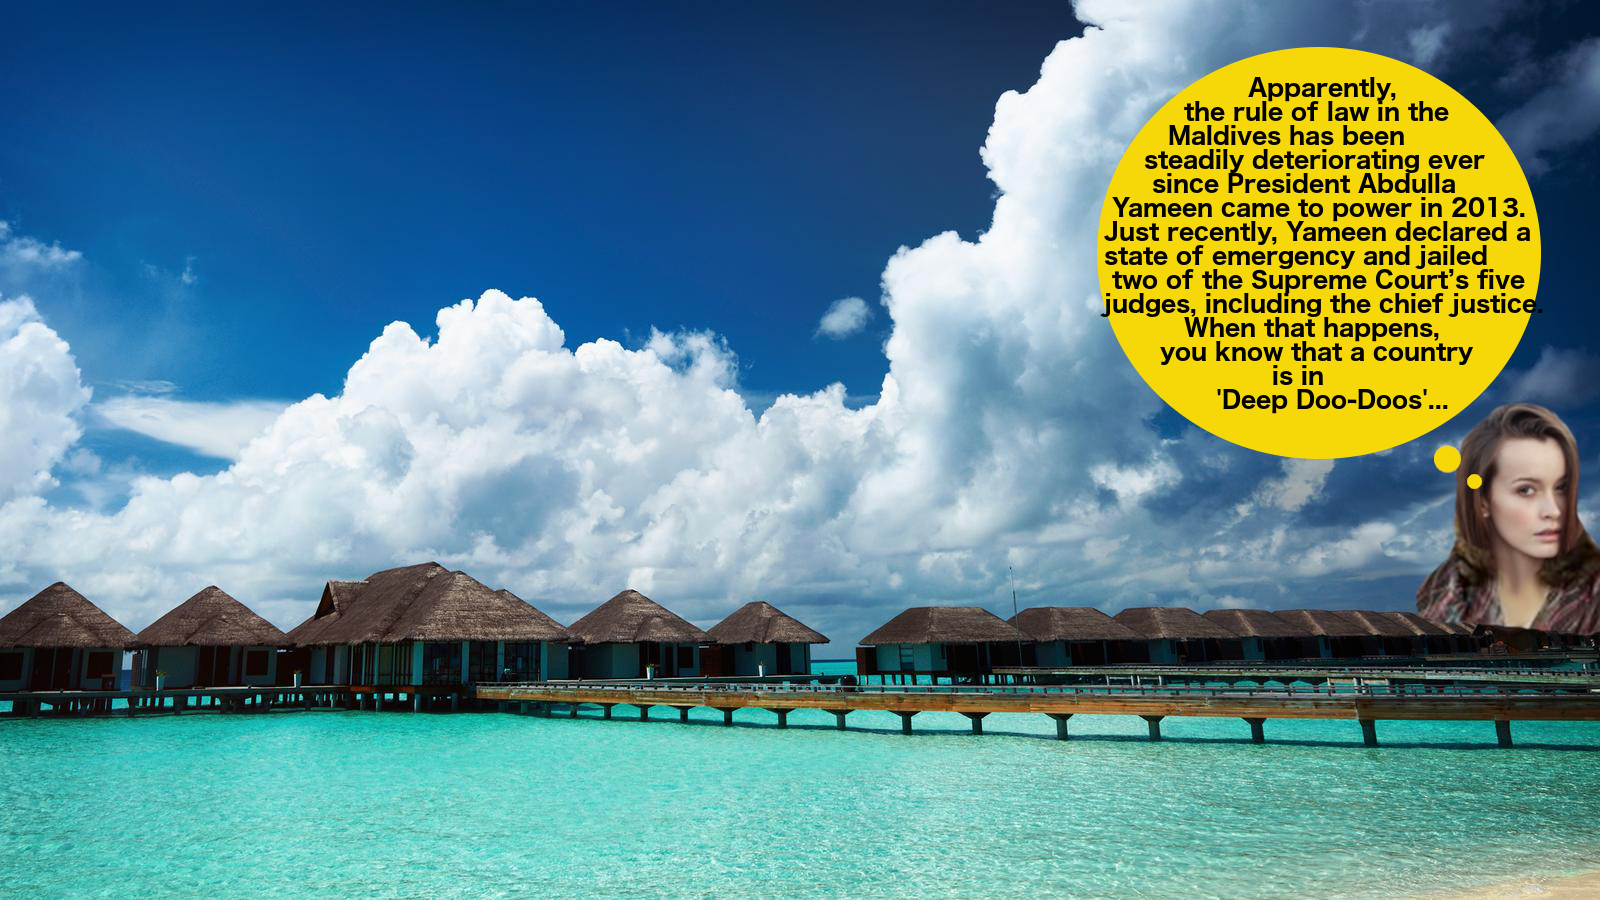 Apparently,
the rule of law in the
Maldives has been
steadily deteriorating ever
since President Abdulla
Yameen came to power in 2013.
Just recently, Yameen declared a
state of emergency and jailed
two of the Supreme Court’s five
judges, including the chief justice.
When that happens,
you know that a country
is in
'Deep Doo-Doos'...